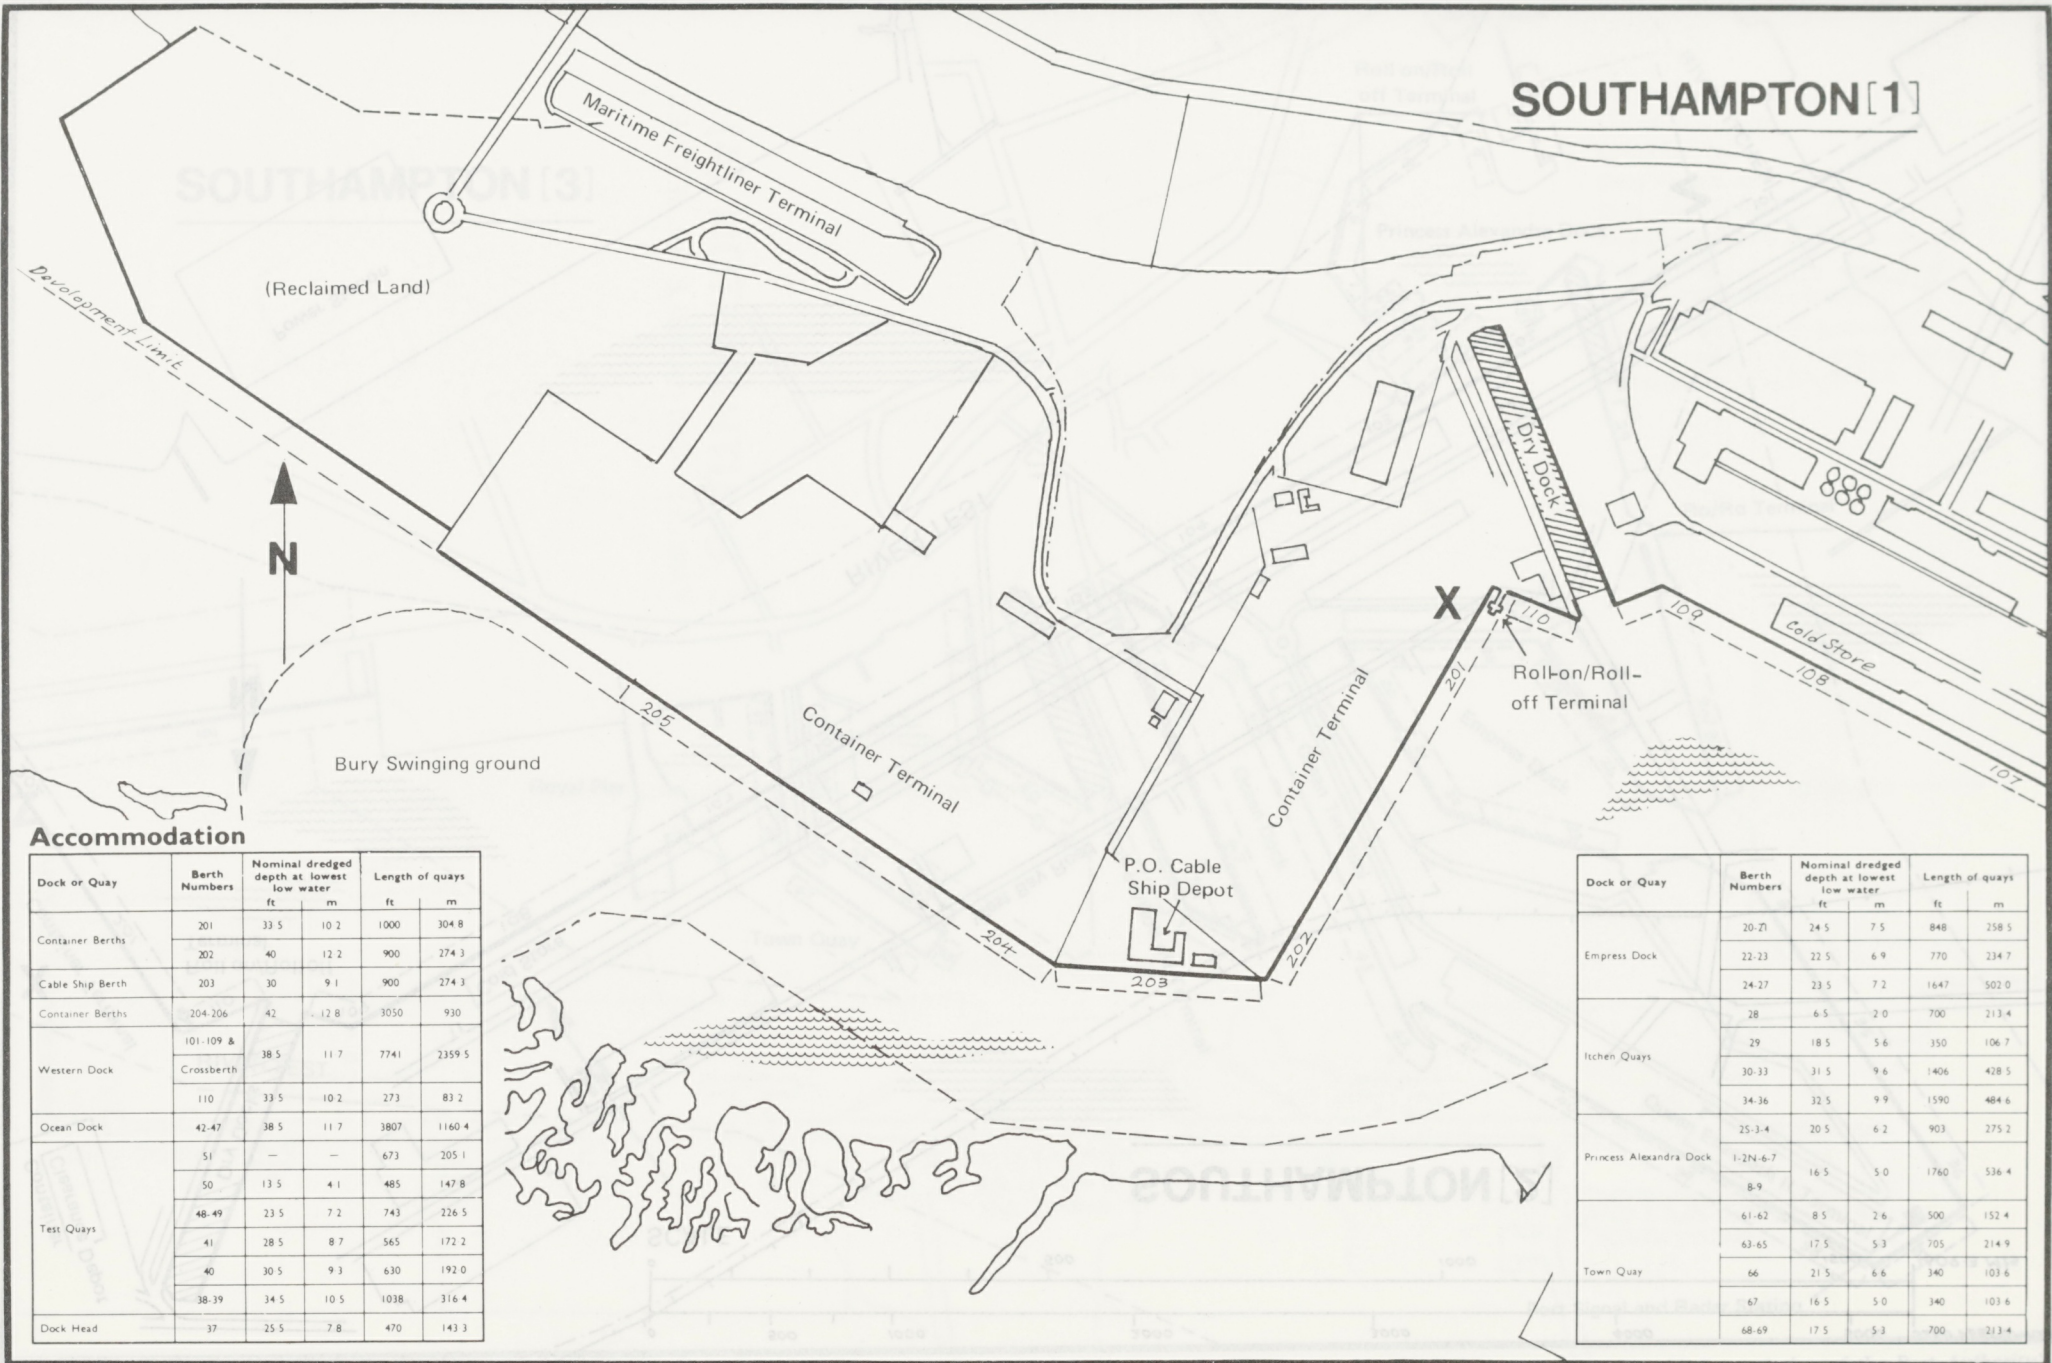 SOUTHAMPTON[1]
Maritime Freightliner Terminal
(Reclaimed Land)
Development Limit
N
Dry Dock
X
110
109
Cold Store
108
107
Roll-on/Roll-
off Terminal
201
205
Container Terminal
Container Terminal
Bury Swinging ground
P.O. Cable
Ship Depot
204
203
202
Accommodation
Dock or Quay Berth Numbers Nominal dredged depth at lowest low water Length of quays
ft m ft m
Container Berths 201 33 5 10 2 1000 304 8
202 40 12 2 900 274 3
Cable Ship Berth 203 30 9 1 900 274 3
Container Berths 204-206 42 12 8 3050 930
Western Dock 101-109 & Crossberth 38 5 11 7 7741 2359 5
110 33 5 10 2 273 83 2
Ocean Dock 42-47 38 5 11 7 3807 1160 4
Test Quays 51 — — 673 205 1
50 13 5 4 1 485 147 8
48-49 23 5 7 2 743 226 5
41 28 5 8 7 565 172 2
40 30 5 9 3 630 192 0
38-39 34 5 10 5 1038 316 4
Dock Head 37 25 5 7 8 470 143 3
Dock or Quay Berth Numbers Nominal dredged depth at lowest low water Length of quays
ft m ft m
Empress Dock 20-21 24 5 7 5 848 258 5
22-23 22 5 6 9 770 234 7
24-27 23 5 7 2 1647 502 0
Itchen Quays 28 6 5 2 0 700 213 4
29 18 5 5 6 350 106 7
30-33 31 5 9 6 1406 428 5
34-36 32 5 9 9 1590 484 6
Princess Alexandra Dock 2S-3-4 20 5 6 2 903 275 2
1-2N-6-7 8-9 16 5 5 0 1760 536 4
Town Quay 61-62 8 5 2 6 500 152 4
63-65 17 5 5 3 705 214 9
66 21 5 6 6 340 103 6
67 16 5 5 0 340 103 6
68-69 17 5 5 3 700 213 4